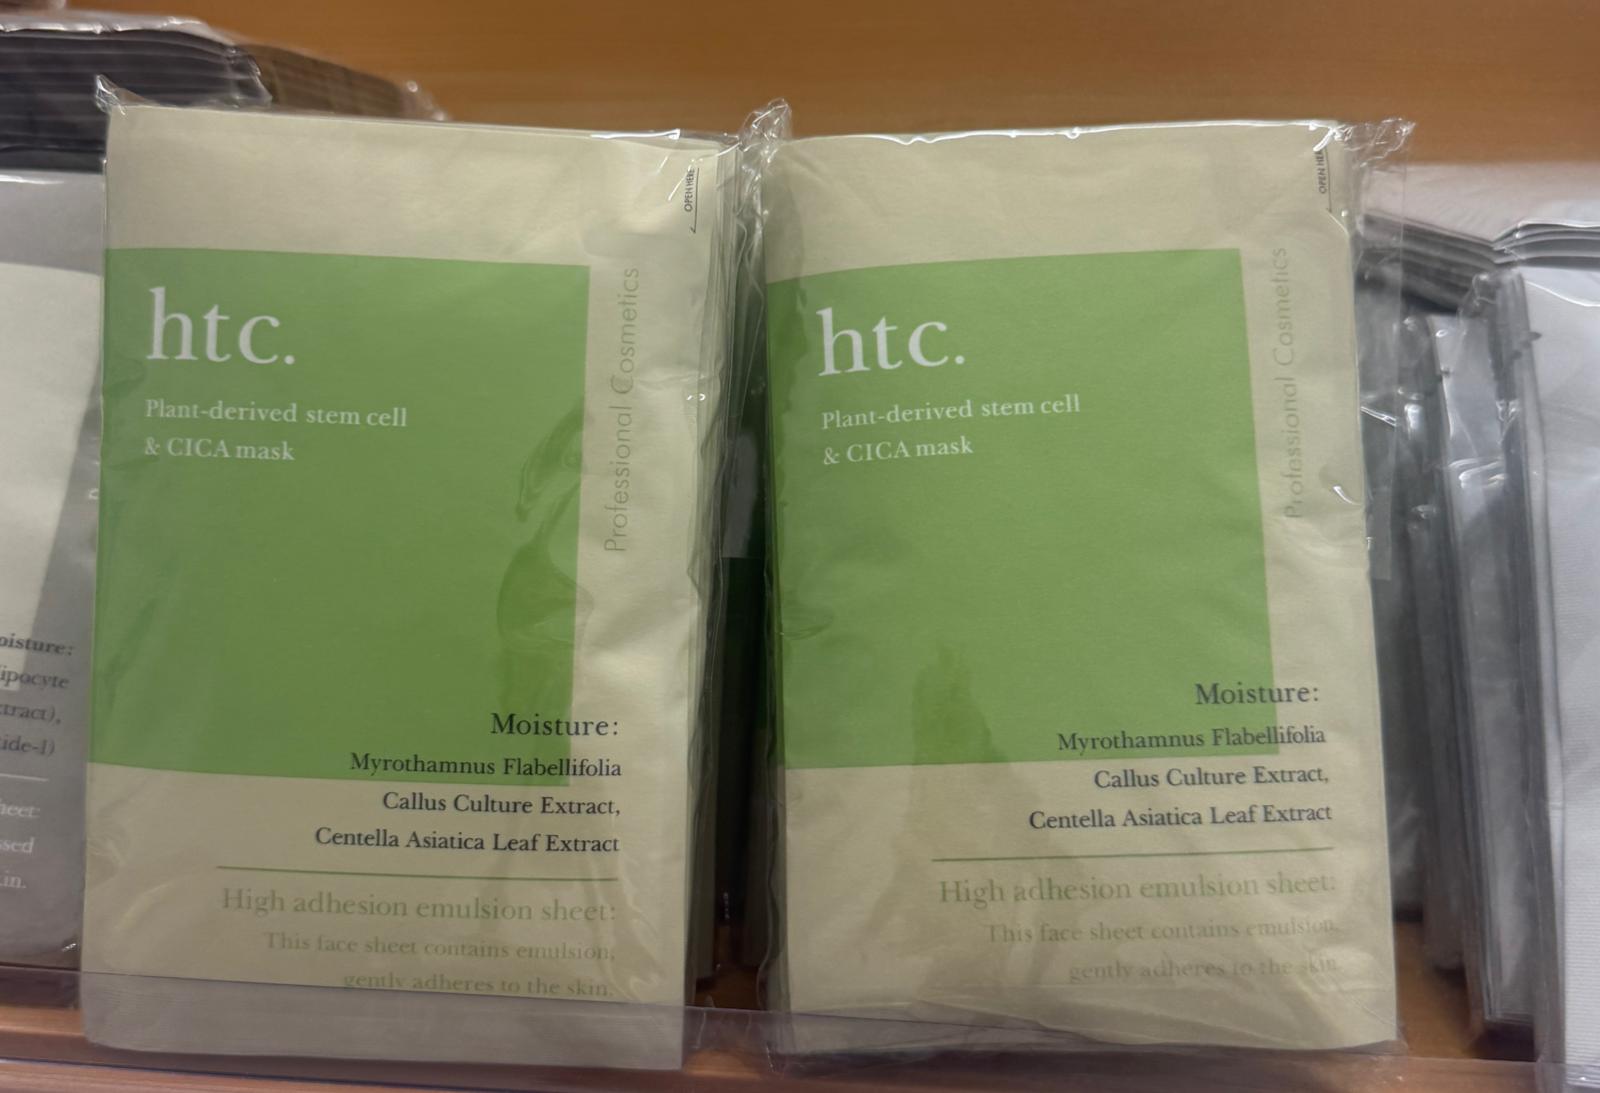 OPEN HERE
htc.
Plant-derived stem cell
& CICA mask
Professional Cosmetics
Moisture:
Myrothamnus Flabellifolia
Callus Culture Extract,
Centella Asiatica Leaf Extract
High adhesion emulsion sheet:
This face sheet contains emulsion,
gently adheres to the skin.
OPEN
htc.
Plant-derived stem cell
& CICA mask
Professional Cosmetics
Moisture:
Myrothamnus Flabellifolia
Callus Culture Extract,
Centella Asiatica Leaf Extract
High adhesion emulsion sheet:
This face sheet contains emulsion,
gently adheres to the skin.